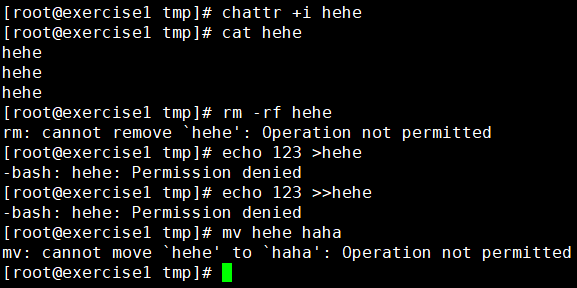 [root@exercise1 tmp]# chattr +i hehe
[root@exercise1 tmp]# cat hehe
hehe
hehe
hehe
[root@exercise1 tmp]# rm -rf hehe
rm: cannot remove `hehe': Operation not permitted
[root@exercise1 tmp]# echo 123 >hehe
-bash: hehe: Permission denied
[root@exercise1 tmp]# echo 123 >>hehe
-bash: hehe: Permission denied
[root@exercise1 tmp]# mv hehe haha
mv: cannot move `hehe' to `haha': Operation not permitted
[root@exercise1 tmp]#